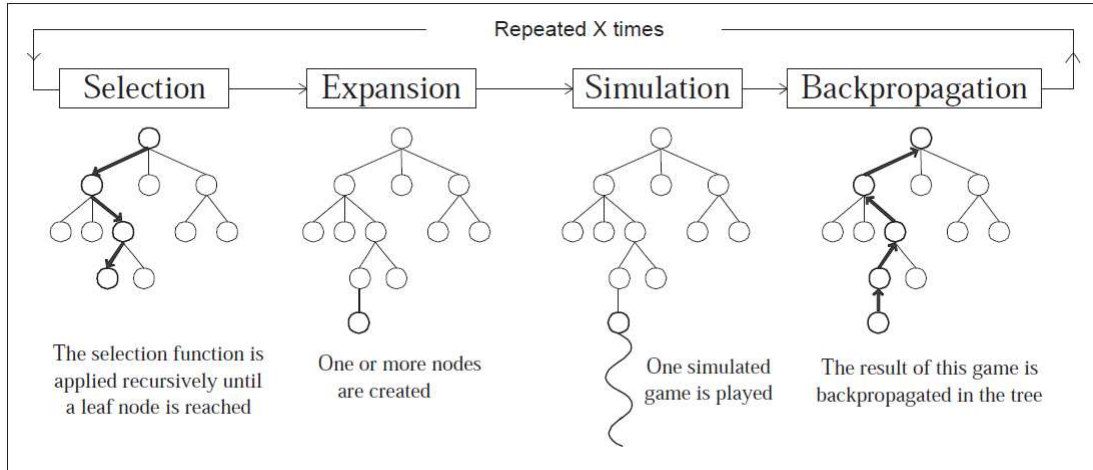 Repeated X times
Selection
Expansion
Simulation
Backpropagation
The selection function is
applied recursively until
a leaf node is reached
One or more nodes
are created
One simulated
game is played
The result of this game is
backpropagated in the tree